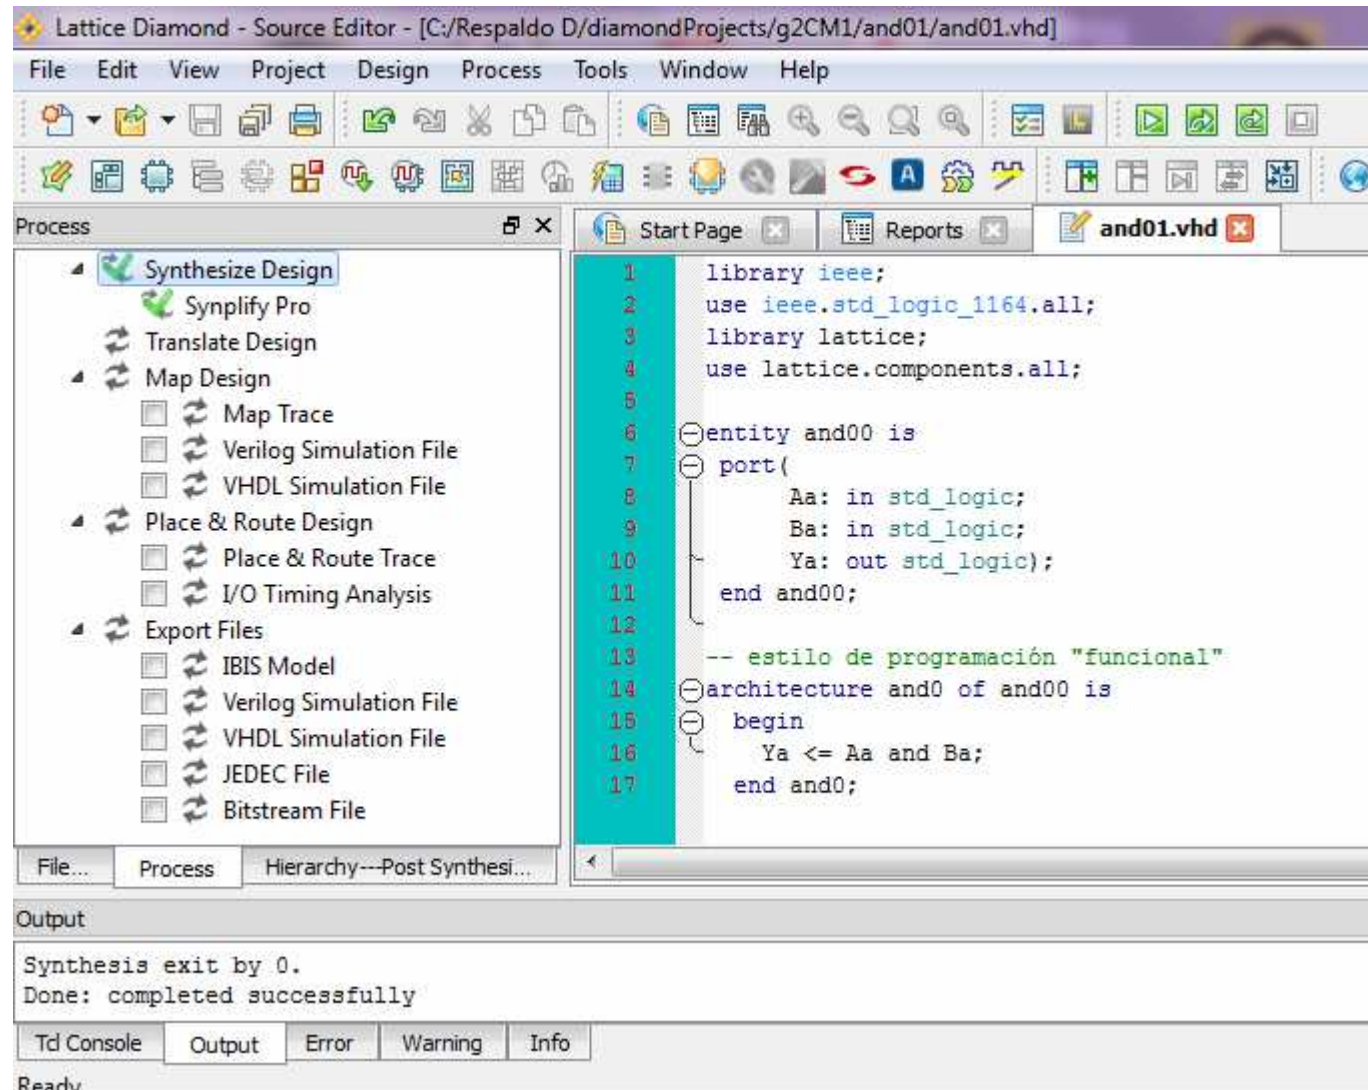 Lattice Diamond - Source Editor - [C:/Respaldo D/diamondProjects/g2CM1/and01/and01.vhd]
File Edit View Project Design Process Tools Window Help
Process
Start Page
Reports
and01.vhd
Synthesize Design
Synplify Pro
Translate Design
Map Design
Map Trace
Verilog Simulation File
VHDL Simulation File
Place & Route Design
Place & Route Trace
I/O Timing Analysis
Export Files
IBIS Model
Verilog Simulation File
VHDL Simulation File
JEDEC File
Bitstream File
File... Process Hierarchy---Post Synthesi...
1 library ieee;
2 use ieee.std_logic_1164.all;
3 library lattice;
4 use lattice.components.all;
5
6 entity and00 is
7 port(
8 Aa: in std_logic;
9 Ba: in std_logic;
10 Ya: out std_logic);
11 end and00;
12
13 -- estilo de programación "funcional"
14 architecture and0 of and00 is
15 begin
16 Ya <= Aa and Ba;
17 end and0;
Output
Synthesis exit by 0.
Done: completed successfully
Tcl Console Output Error Warning Info
Ready